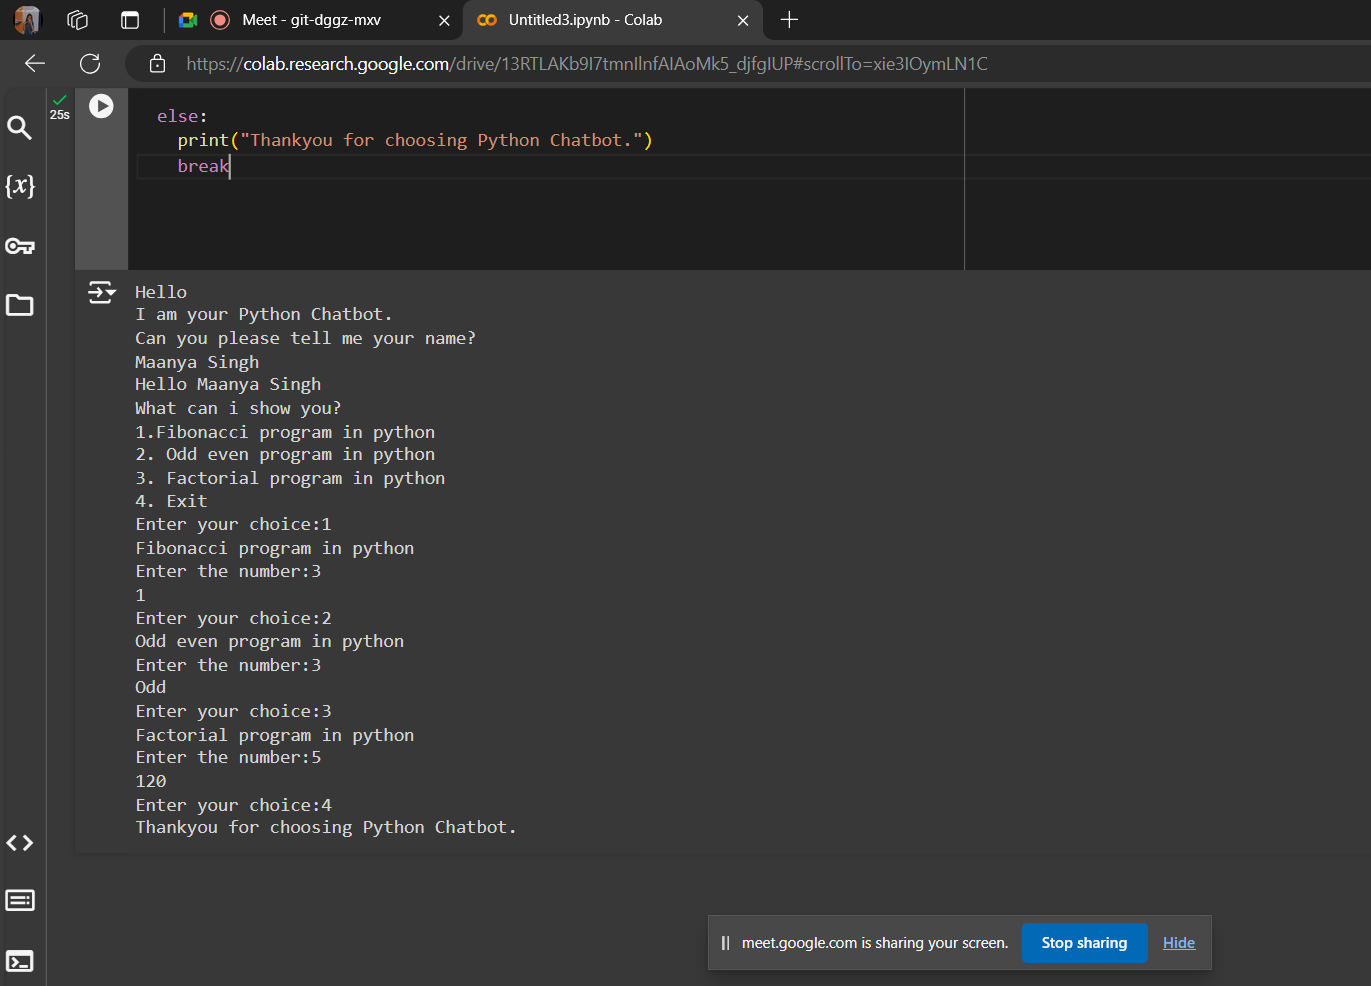 Meet - git-dggz-mxv
Untitled3.ipynb - Colab
https://colab.research.google.com/drive/13RTLAKb9I7tmnIlnfAIAoMk5_djfgIUP#scrollTo=xie3IOymLN1C
25s
else:
print("Thankyou for choosing Python Chatbot.")
break
{x}
Hello
I am your Python Chatbot.
Can you please tell me your name?
Maanya Singh
Hello Maanya Singh
What can i show you?
1.Fibonacci program in python
2. Odd even program in python
3. Factorial program in python
4. Exit
Enter your choice:1
Fibonacci program in python
Enter the number:3
1
Enter your choice:2
Odd even program in python
Enter the number:3
Odd
Enter your choice:3
Factorial program in python
Enter the number:5
120
Enter your choice:4
Thankyou for choosing Python Chatbot.
meet.google.com is sharing your screen.
Stop sharing
Hide